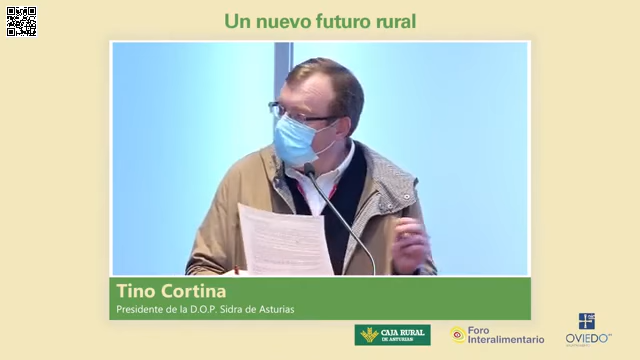 Un nuevo futuro rural
Tino Cortina
Presidente de la D.O.P. Sidra de Asturias
CAJA RURAL
DE ASTURIAS
Foro
Interalimentario
OVIEDO